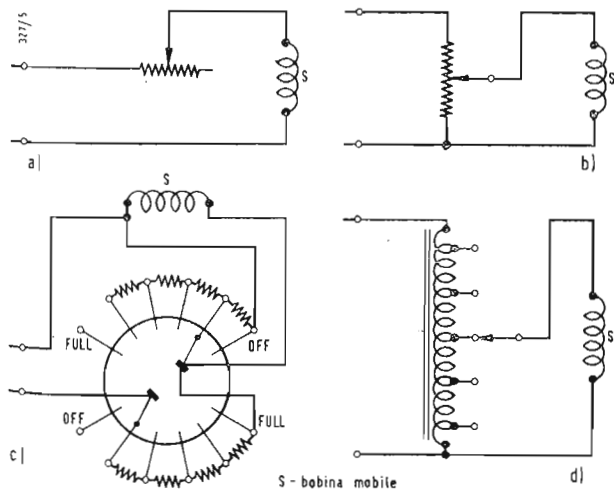 327/5
S
a)
S
b)
S
FULL
OFF
OFF
FULL
c)
S
d)
S - bobina mobile